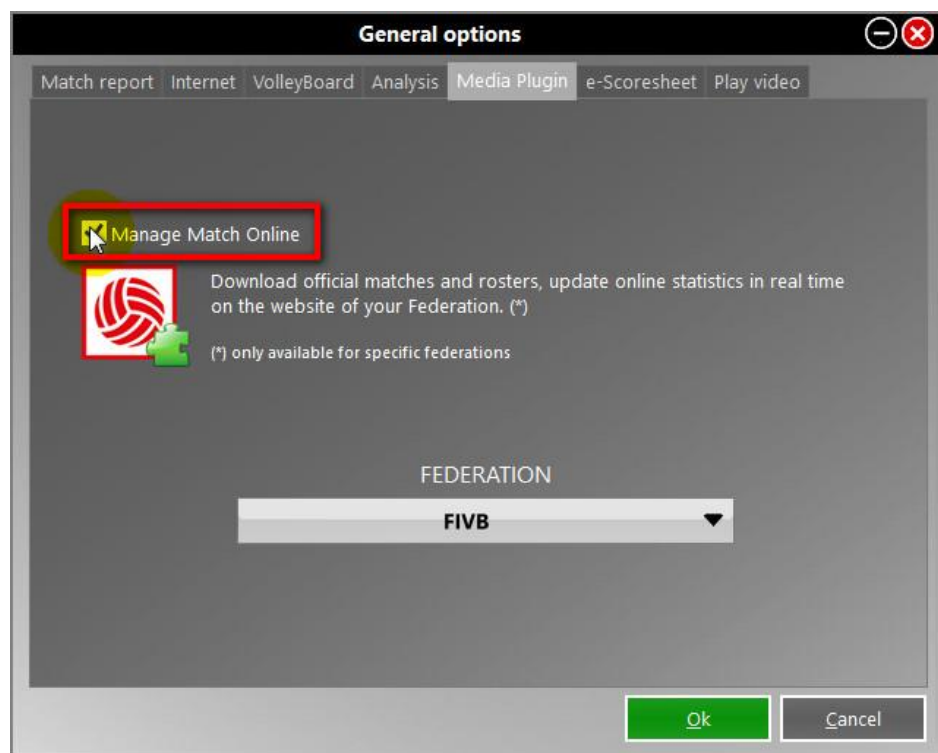 General options
Match report Internet VolleyBoard Analysis Media Plugin e-Scoresheet Play video
Manage Match Online
Download official matches and rosters, update online statistics in real time
on the website of your Federation. (*)
(*) only available for specific federations
FEDERATION
FIVB
Ok Cancel